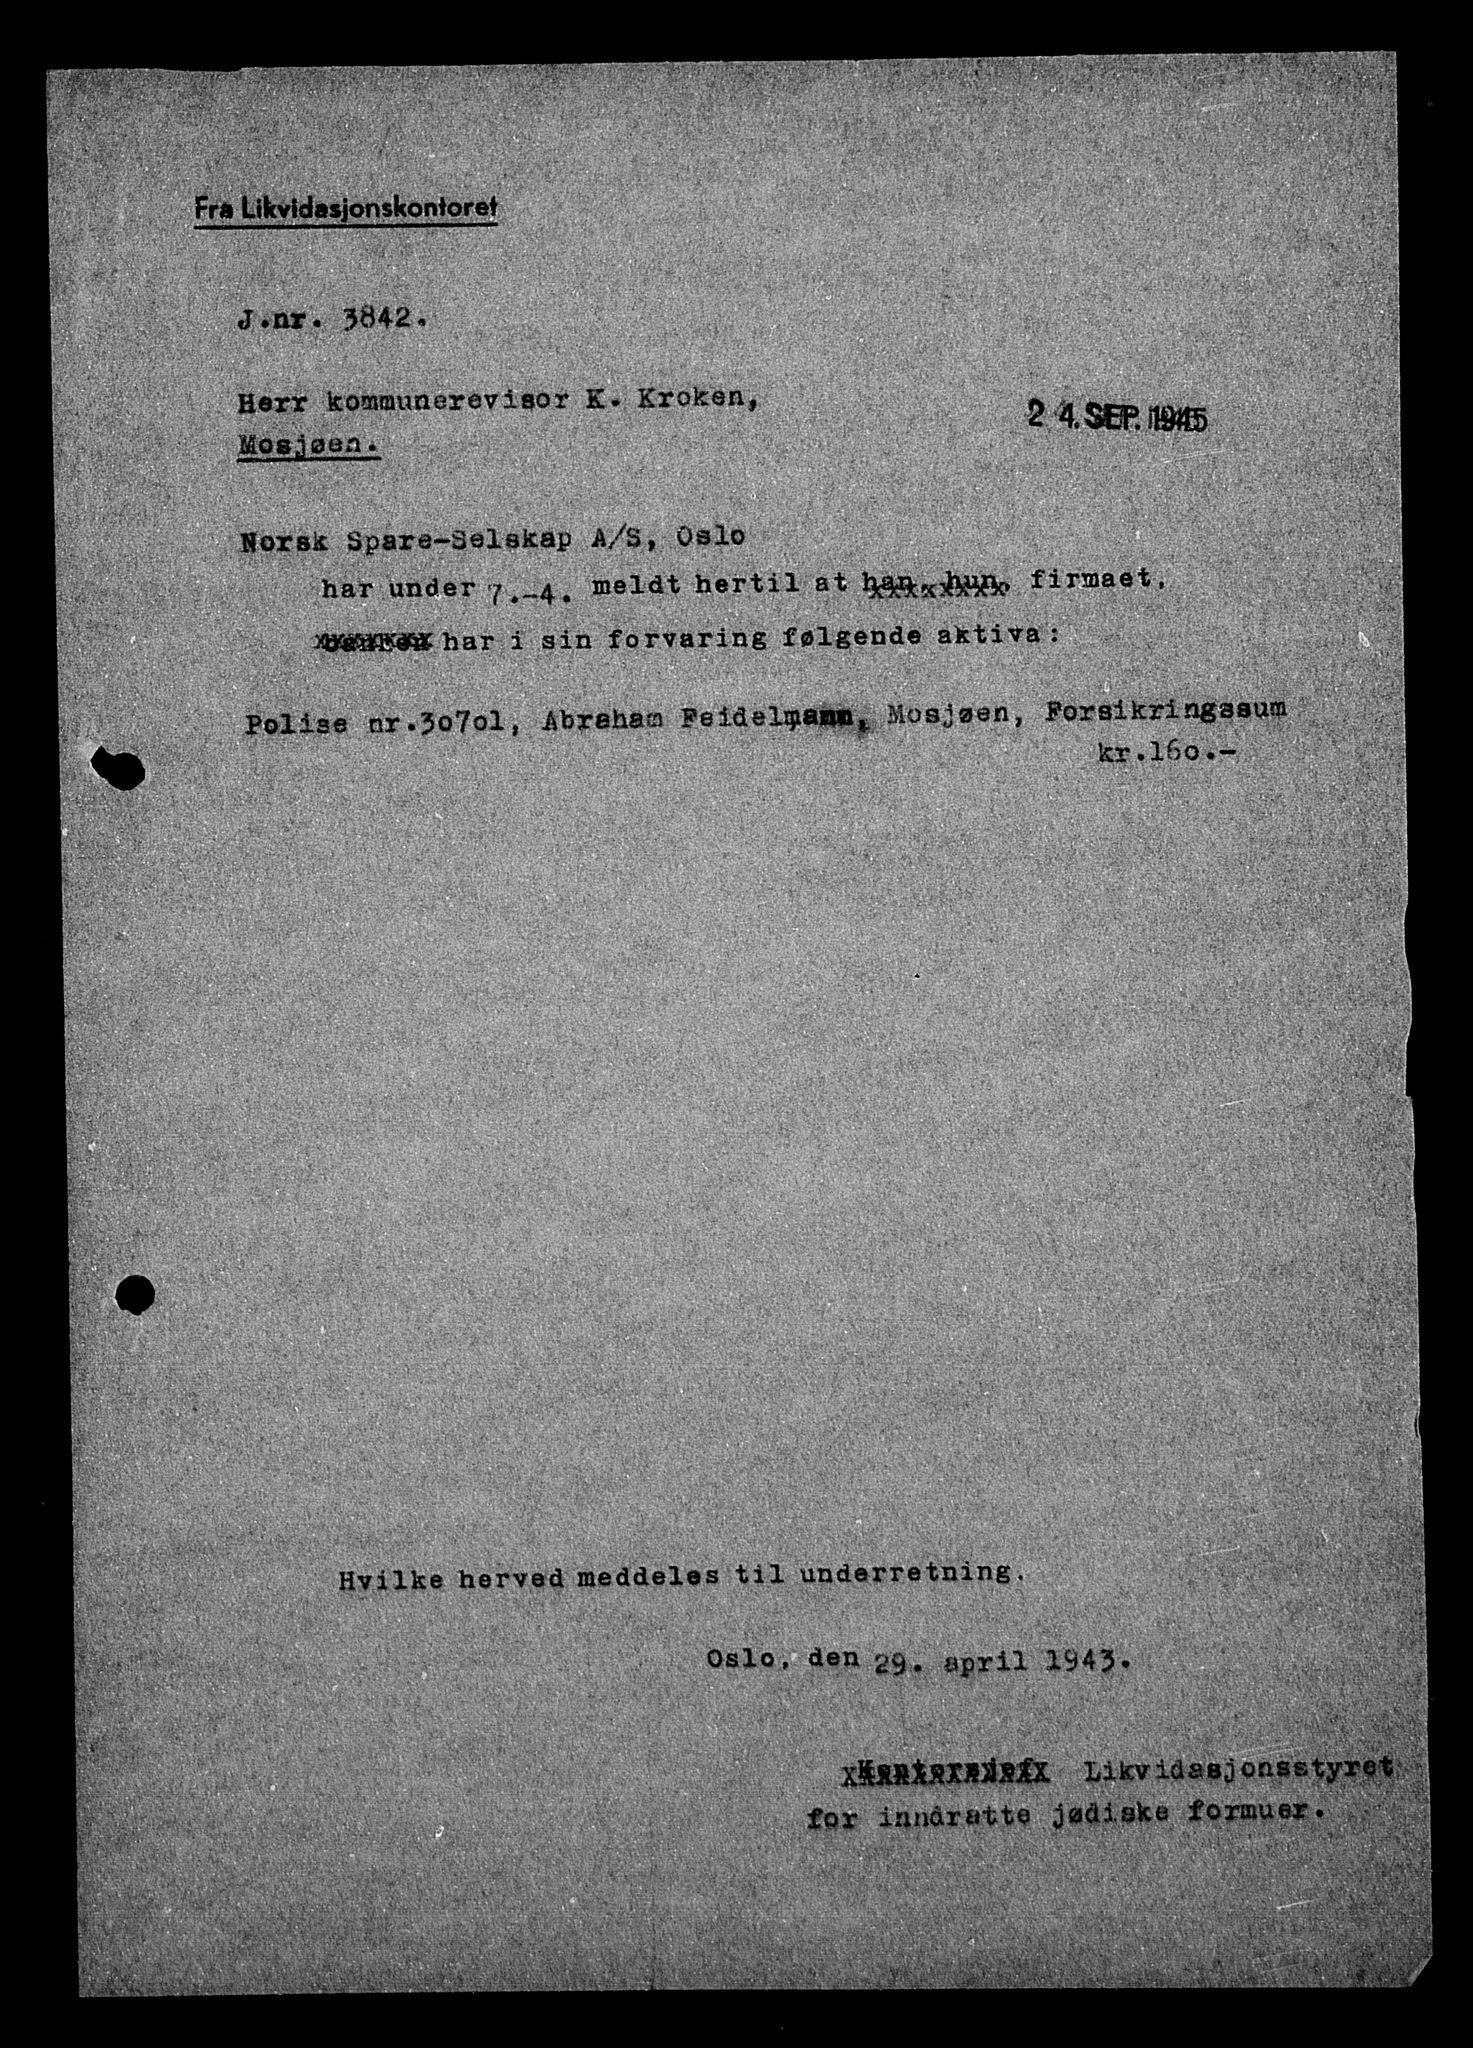 Fra Likvidasjonskontoret
J.nr. 3842.
Herr kommunerevisor K. Kroken,
Mosjøen.
24. SEP. 1945
Norsk Spare-Selskap A/S, Oslo
har under 7.-4. meldt hertil at han, hun, firmaet,
banken har i sin forvaring følgende aktiva:
Polise nr.30701, Abraham Feidelmann, Mosjøen, Forsikringssum
kr.160.-
Hvilke herved meddeles til underretning.
Oslo, den 29. april 1943.
Likvidasjonsstyret
for inndratte jødiske formuer.